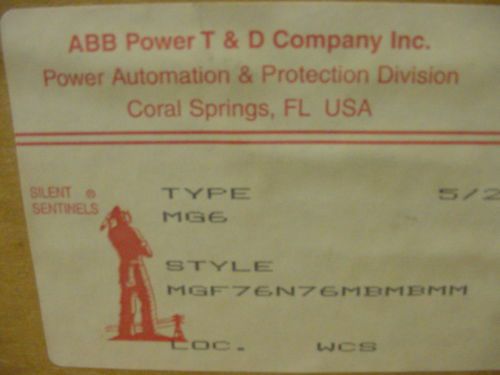 ABB Power T & D Company Inc.
Power Automation & Protection Division
Coral Springs, FL USA
SILENT ®
SENTINELS
TYPE 5/2
MG6
STYLE
MGF76N76MBMBMM
LOC. WCS